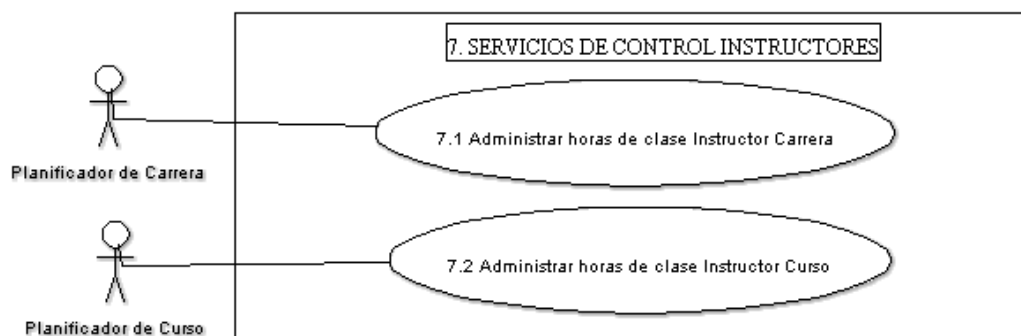 7. SERVICIOS DE CONTROL INSTRUCTORES
7.1 Administrar horas de clase Instructor Carrera
Planificador de Carrera
7.2 Administrar horas de clase Instructor Curso
Planificador de Curso